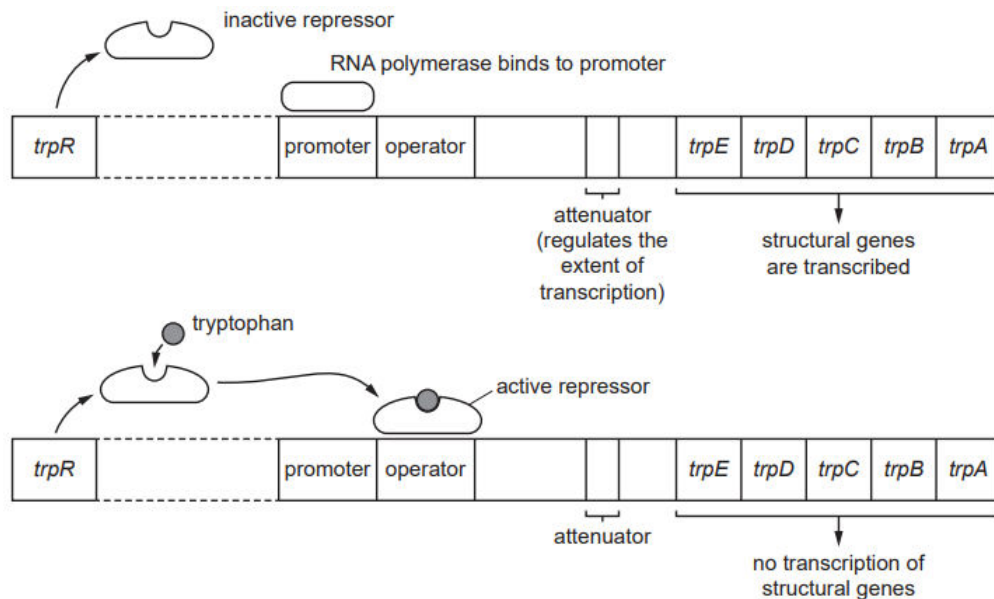 inactive repressor
RNA polymerase binds to promoter
trpR promoter operator trpE trpD trpC trpB trpA
attenuator
(regulates the
extent of
transcription)
structural genes
are transcribed
tryptophan
active repressor
trpR promoter operator trpE trpD trpC trpB trpA
attenuator
no transcription of
structural genes